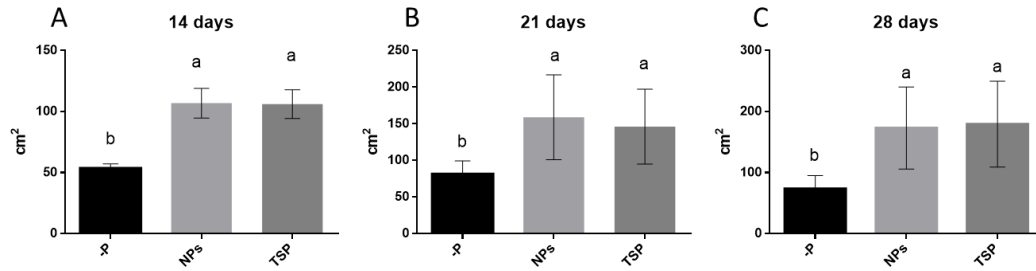 A
14 days
cm²
150
100
50
0
b
a
a
-P
NPs
TSP
B
21 days
cm²
250
200
150
100
50
0
b
a
a
-P
NPs
TSP
C
28 days
cm²
300
200
100
0
b
a
a
-P
NPs
TSP